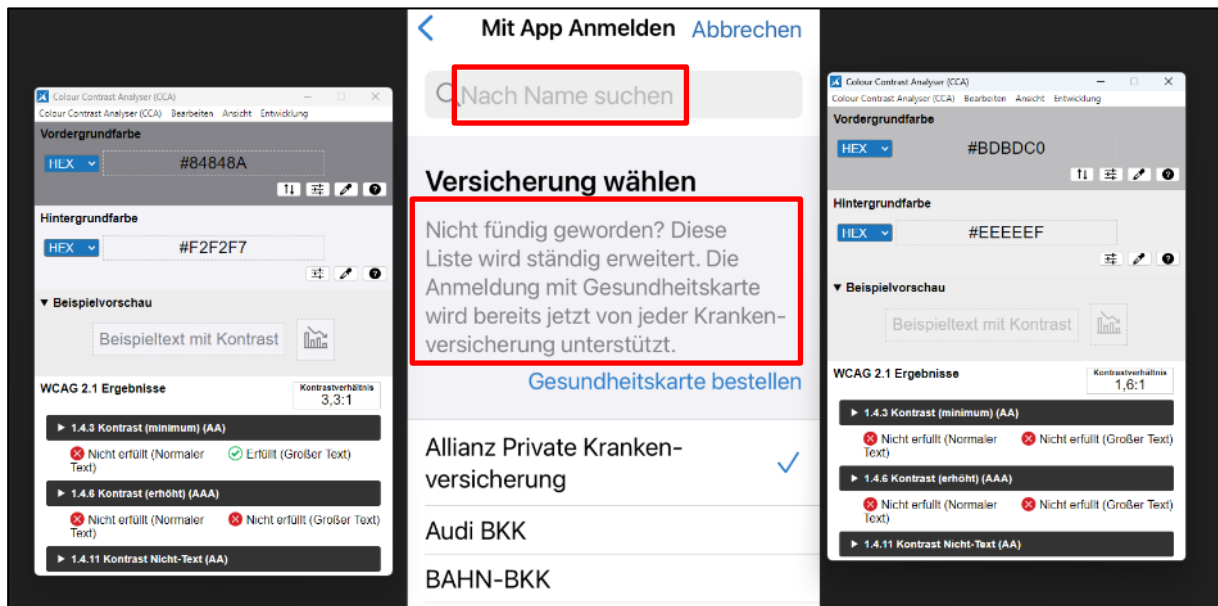 Colour Contrast Analyser (CCA)
Colour Contrast Analyser (CCA) Bearbeiten Ansicht Entwicklung
Vordergrundfarbe
HEX #84848A
Hintergrundfarbe
HEX #F2F2F7
▼ Beispielvorschau
Beispieltext mit Kontrast
WCAG 2.1 Ergebnisse
Kontrastverhältnis
3,3:1
▶ 1.4.3 Kontrast (minimum) (AA)
Nicht erfüllt (Normaler Text)
Erfüllt (Großer Text)
▶ 1.4.6 Kontrast (erhöht) (AAA)
Nicht erfüllt (Normaler Text)
Nicht erfüllt (Großer Text)
▶ 1.4.11 Kontrast Nicht-Text (AA)
Mit App Anmelden Abbrechen
Nach Name suchen
Versicherung wählen
Nicht fündig geworden? Diese
Liste wird ständig erweitert. Die
Anmeldung mit Gesundheitskarte
wird bereits jetzt von jeder Kranken-
versicherung unterstützt.
Gesundheitskarte bestellen
Allianz Private Kranken-
versicherung
Audi BKK
BAHN-BKK
Colour Contrast Analyser (CCA)
Colour Contrast Analyser (CCA) Bearbeiten Ansicht Entwicklung
Vordergrundfarbe
HEX #BDBDC0
Hintergrundfarbe
HEX #EEEEEF
▼ Beispielvorschau
Beispieltext mit Kontrast
WCAG 2.1 Ergebnisse
Kontrastverhältnis
1,6:1
▶ 1.4.3 Kontrast (minimum) (AA)
Nicht erfüllt (Normaler Text)
Nicht erfüllt (Großer Text)
▶ 1.4.6 Kontrast (erhöht) (AAA)
Nicht erfüllt (Normaler Text)
Nicht erfüllt (Großer Text)
▶ 1.4.11 Kontrast Nicht-Text (AA)